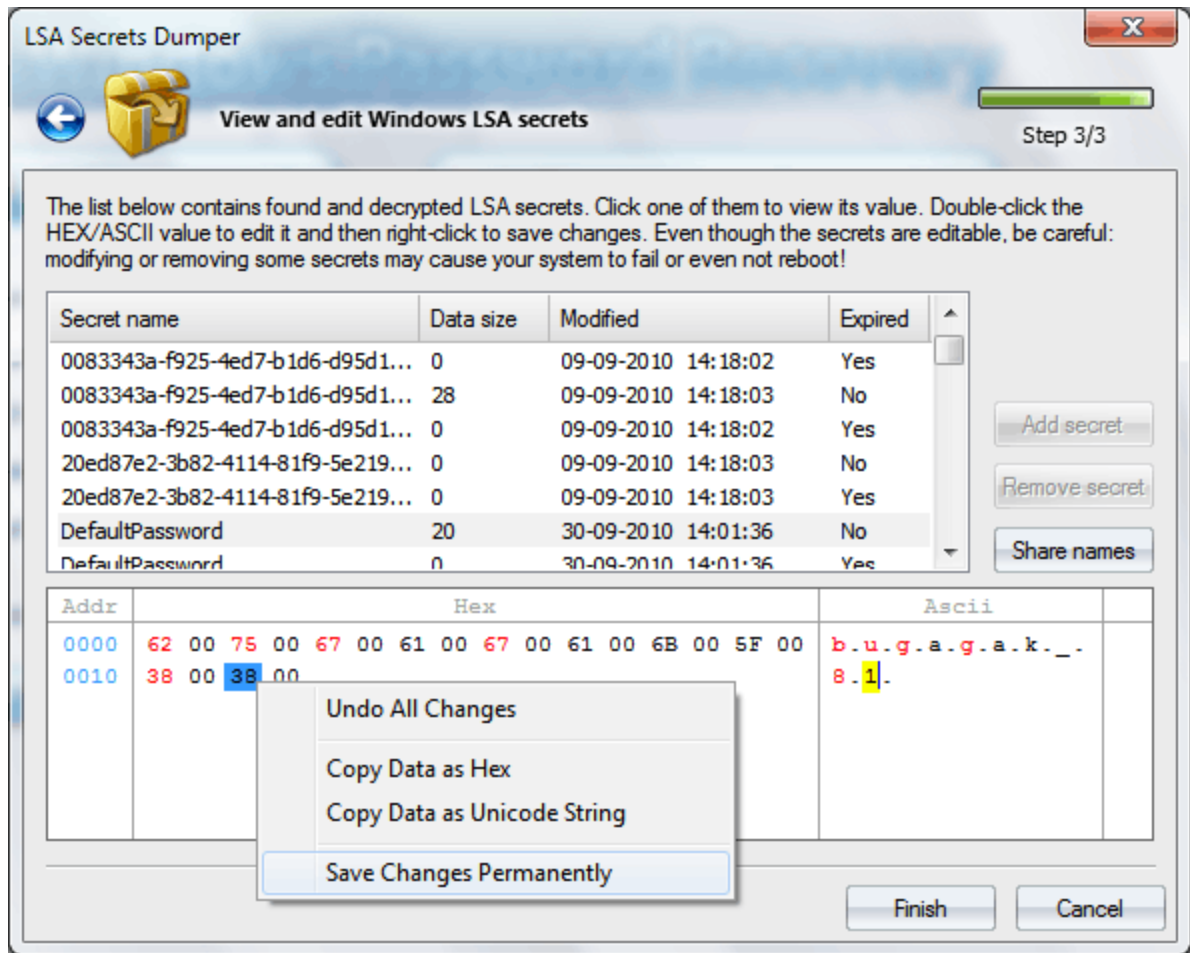 LSA Secrets Dumper
View and edit Windows LSA secrets
Step 3/3
The list below contains found and decrypted LSA secrets. Click one of them to view its value. Double-click the
HEX/ASCII value to edit it and then right-click to save changes. Even though the secrets are editable, be careful:
modifying or removing some secrets may cause your system to fail or even not reboot!
Secret name Data size Modified Expired
0083343a-f925-4ed7-b1d6-d95d1... 0 09-09-2010 14:18:02 Yes
0083343a-f925-4ed7-b1d6-d95d1... 28 09-09-2010 14:18:03 No
0083343a-f925-4ed7-b1d6-d95d1... 0 09-09-2010 14:18:02 Yes
20ed87e2-3b82-4114-81f9-5e219... 0 09-09-2010 14:18:03 No
20ed87e2-3b82-4114-81f9-5e219... 0 09-09-2010 14:18:03 Yes
DefaultPassword 20 30-09-2010 14:01:36 No
DefaultPassword 0 30-09-2010 14:01:36 Yes
Add secret
Remove secret
Share names
Addr Hex Ascii
0000 62 00 75 00 67 00 61 00 67 00 61 00 6B 00 5F 00 b.u.g.a.g.a.k._.
0010 38 00 38 00 8.1.
Undo All Changes
Copy Data as Hex
Copy Data as Unicode String
Save Changes Permanently
Finish Cancel